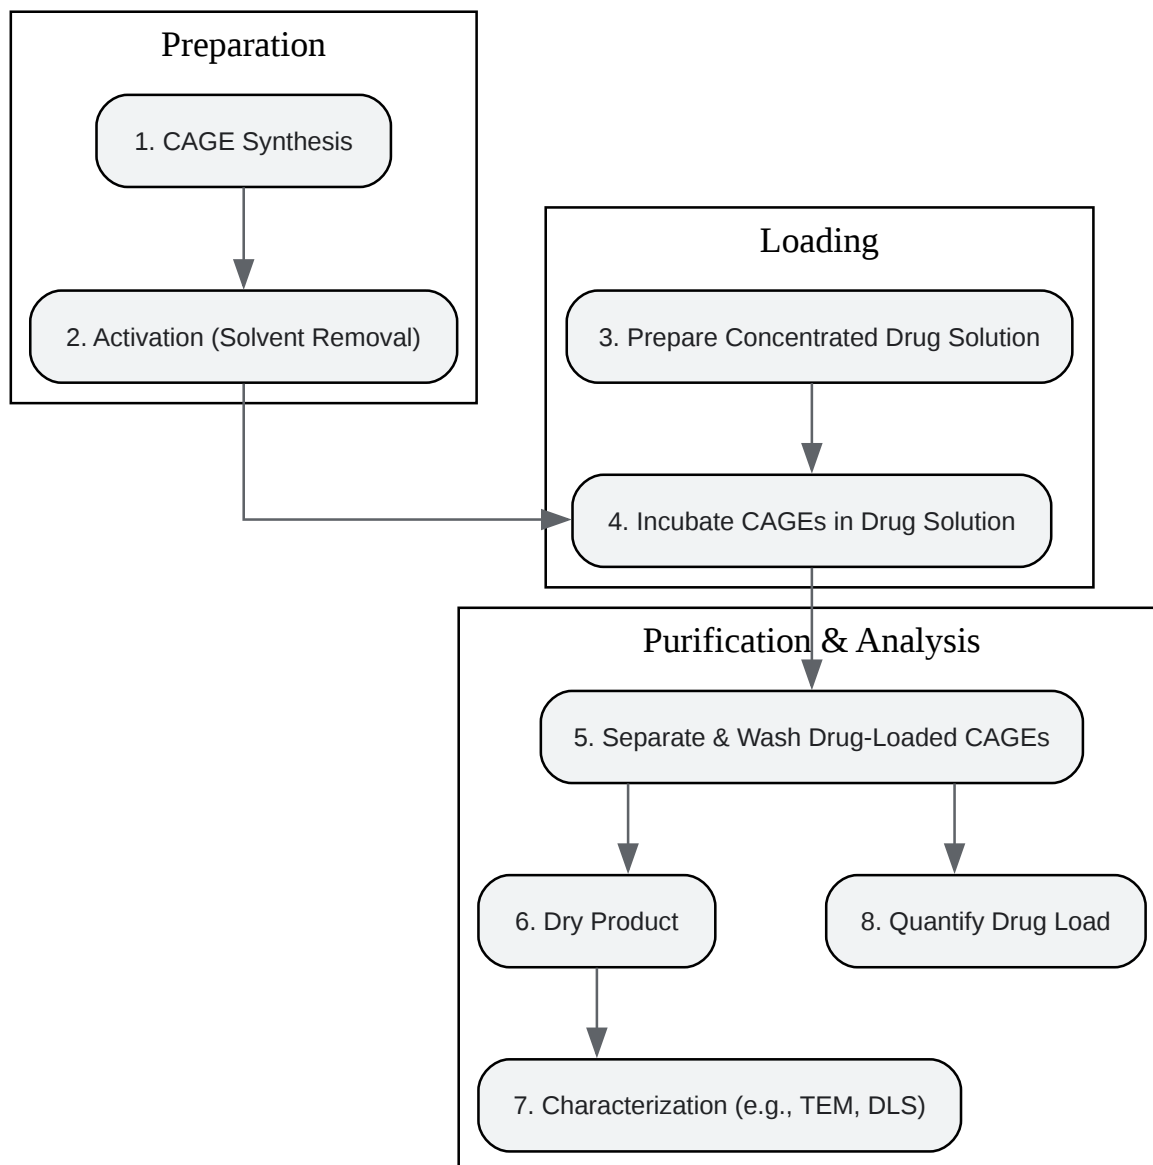 Preparation
1. CAGE Synthesis
2. Activation (Solvent Removal)
Loading
3. Prepare Concentrated Drug Solution
4. Incubate CAGEs in Drug Solution
Purification & Analysis
5. Separate & Wash Drug-Loaded CAGEs
6. Dry Product
8. Quantify Drug Load
7. Characterization (e.g., TEM, DLS)